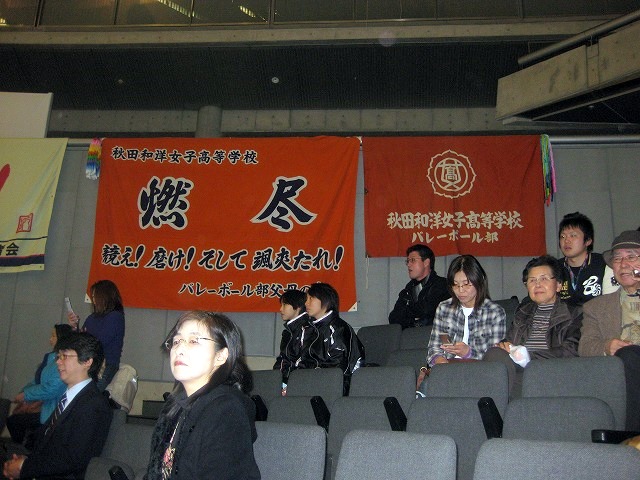 秋田和洋女子高等学校
燃尽
競え!磨け!そして颯爽たれ!
バレーボール部父母の
秋田和洋女子高等学校
バレーボール部